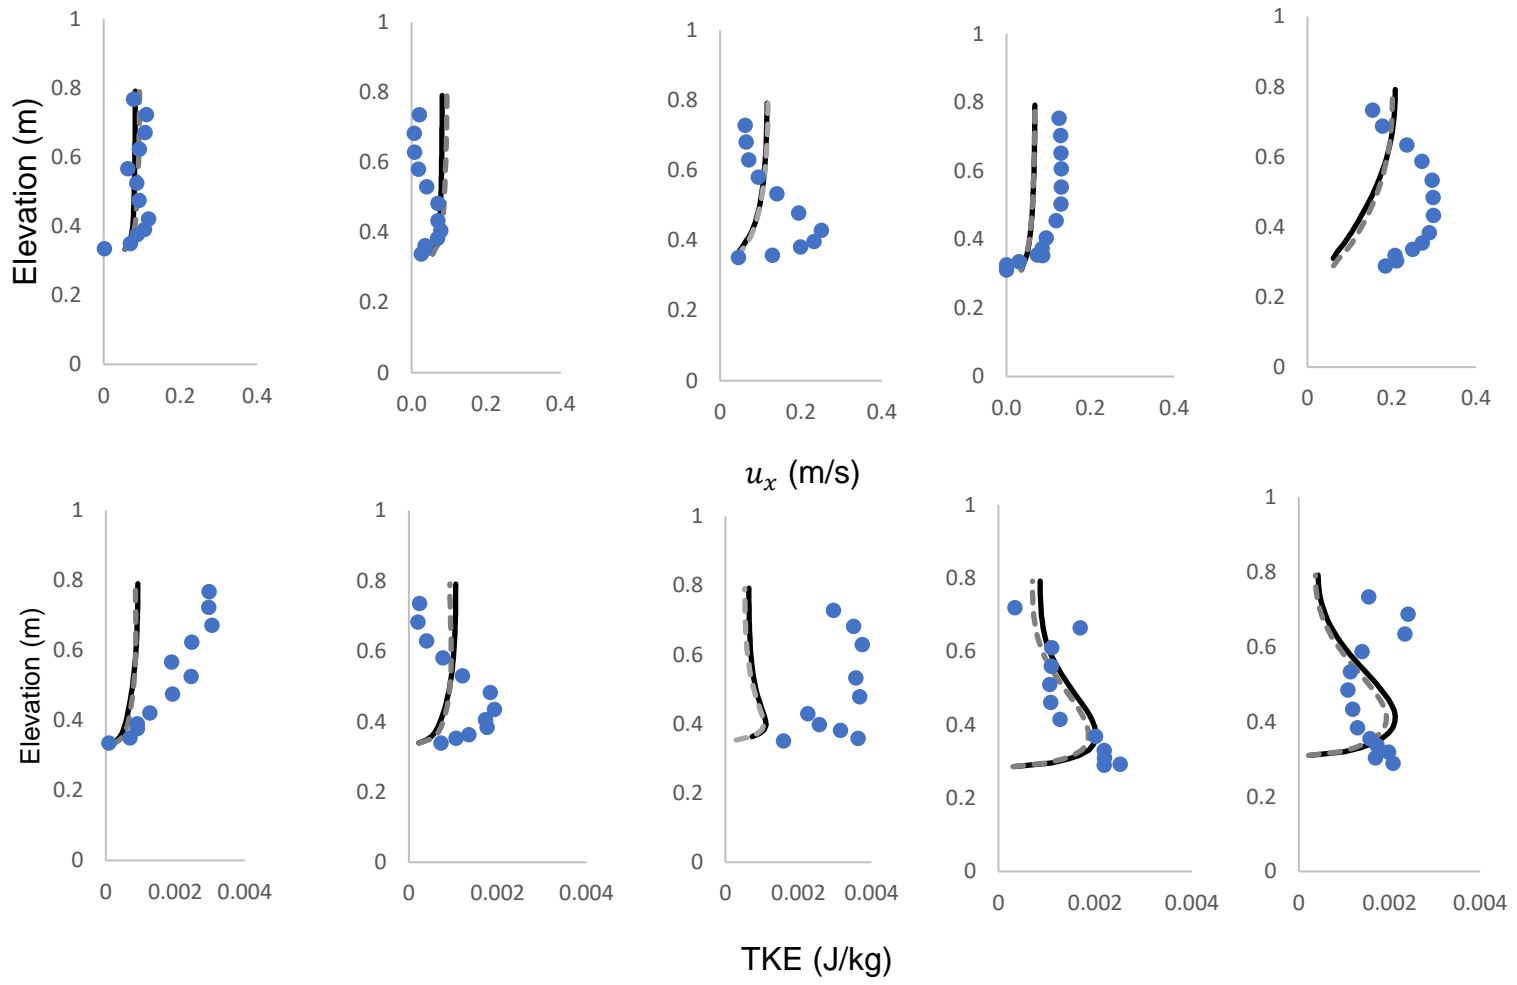 1 1 1 1 1
0.8 0.8 0.8 0.8 0.8
0.6 0.6 0.6 0.6 0.6
0.4 0.4 0.4 0.4 0.4
0.2 0.2 0.2 0.2 0.2
0 0 0 0 0
Elevation (m)
0 0.2 0.4 0.0 0.2 0.4 0 0.2 0.4 0.0 0.2 0.4 0 0.2 0.4
u_x (m/s)
1 1 1 1 1
0.8 0.8 0.8 0.8 0.8
0.6 0.6 0.6 0.6 0.6
0.4 0.4 0.4 0.4 0.4
0.2 0.2 0.2 0.2 0.2
0 0 0 0 0
Elevation (m)
0 0.002 0.004 0 0.002 0.004 0 0.002 0.004 0 0.002 0.004 0 0.002 0.004
TKE (J/kg)